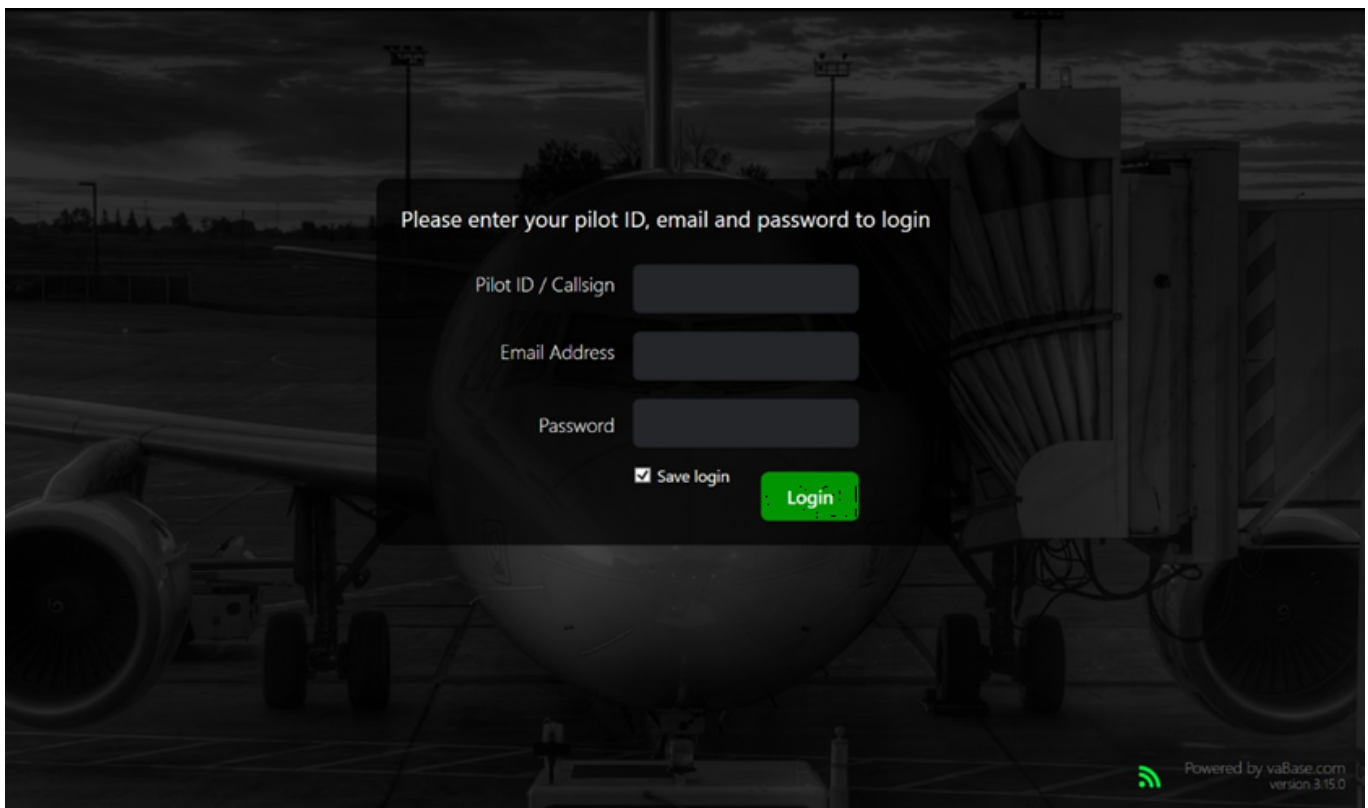 Please enter your pilot ID, email and password to login
Pilot ID / Callsign
Email Address
Password
Save login
Login
Powered by vaBase.com
version 3.15.0